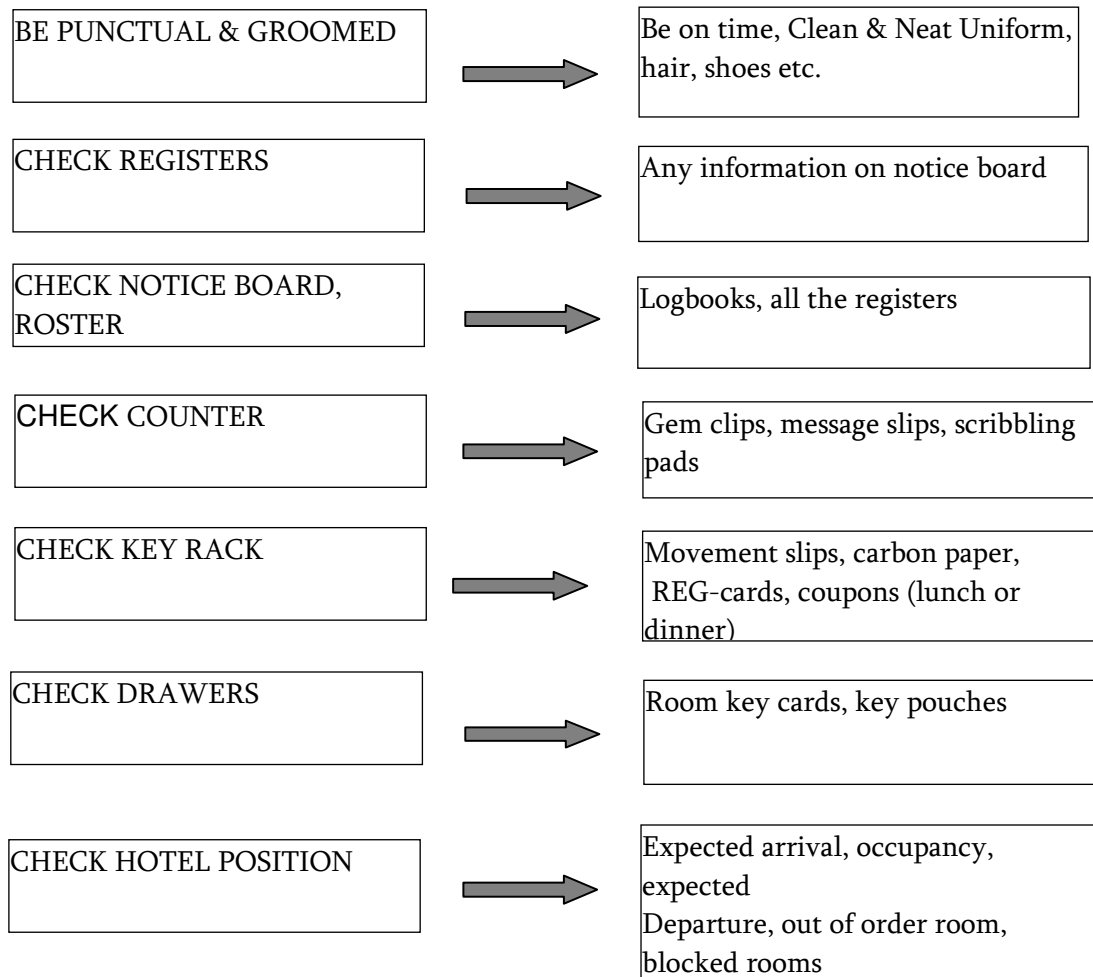 BE PUNCTUAL & GROOMED
Be on time, Clean & Neat Uniform,
hair, shoes etc.
CHECK REGISTERS
Any information on notice board
CHECK NOTICE BOARD,
ROSTER
Logbooks, all the registers
CHECK COUNTER
Gem clips, message slips, scribbling
pads
CHECK KEY RACK
Movement slips, carbon paper,
REG-cards, coupons (lunch or
dinner)
CHECK DRAWERS
Room key cards, key pouches
CHECK HOTEL POSITION
Expected arrival, occupancy,
expected
Departure, out of order room,
blocked rooms